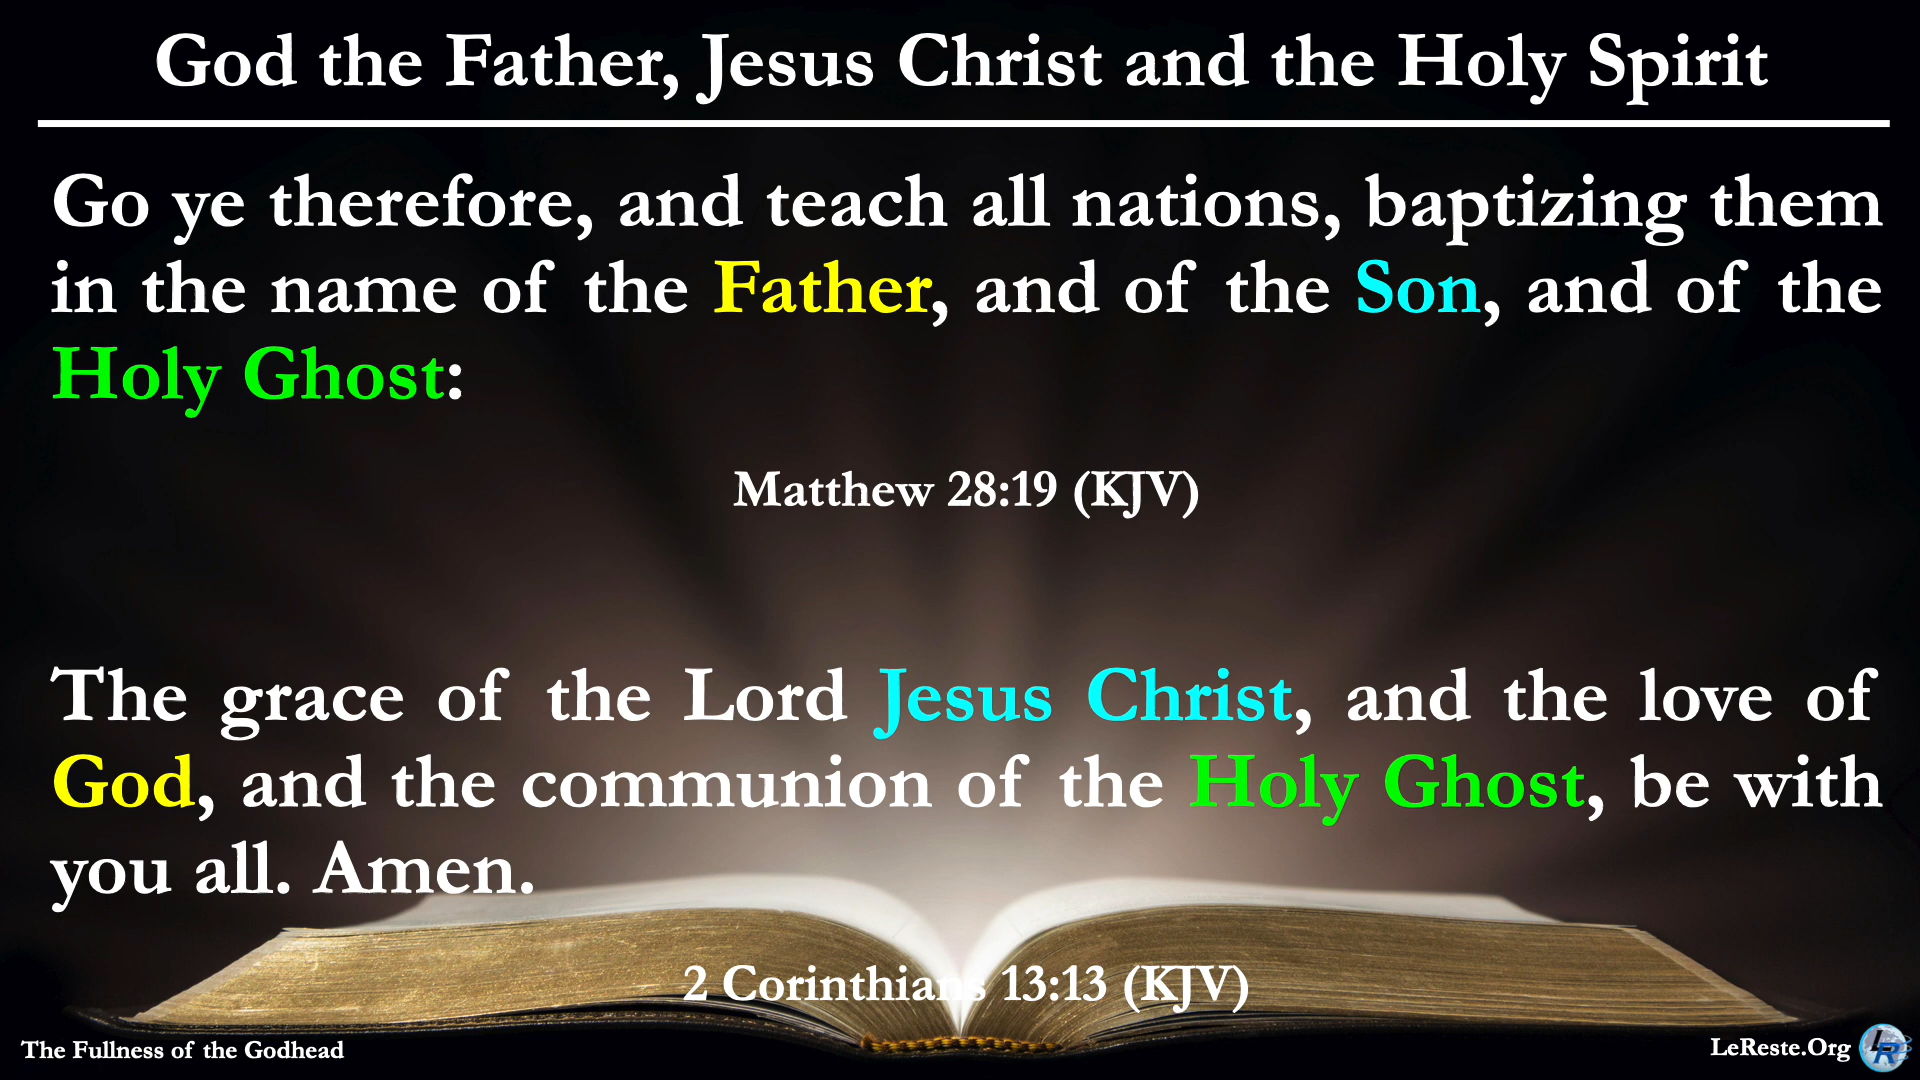 God the Father, Jesus Christ and the Holy Spirit
Go ye therefore, and teach all nations, baptizing them
in the name of the Father, and of the Son, and of the
Holy Ghost:
Matthew 28:19 (KJV)
The grace of the Lord Jesus Christ, and the love of
God, and the communion of the Holy Ghost, be with
you all. Amen.
2 Corinthians 13:13 (KJV)
The Fullness of the Godhead
LeReste.Org
LR